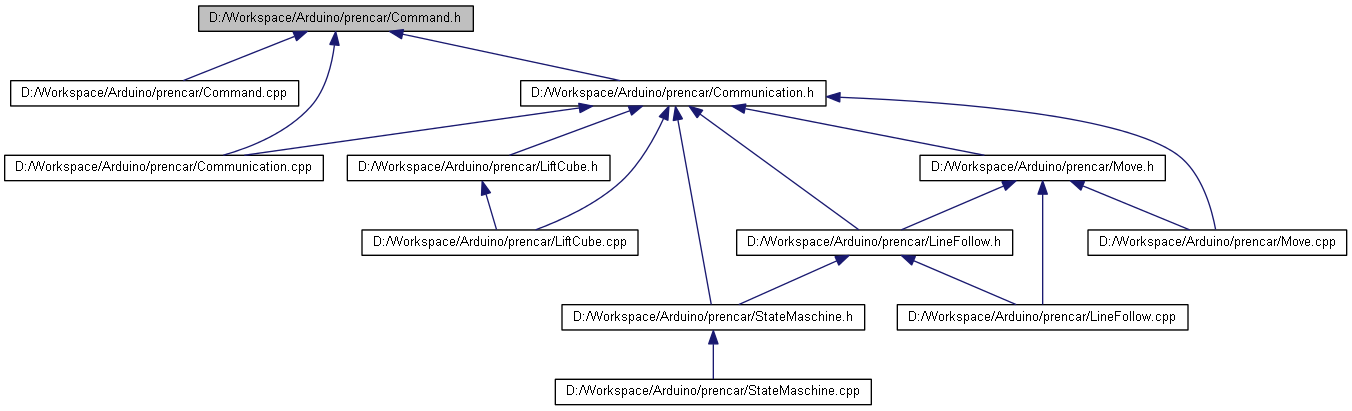 D:/Workspace/Arduino/prencar/Command.h
D:/Workspace/Arduino/prencar/Command.cpp
D:/Workspace/Arduino/prencar/Communication.h
D:/Workspace/Arduino/prencar/Communication.cpp
D:/Workspace/Arduino/prencar/LiftCube.h
D:/Workspace/Arduino/prencar/Move.h
D:/Workspace/Arduino/prencar/LiftCube.cpp
D:/Workspace/Arduino/prencar/LineFollow.h
D:/Workspace/Arduino/prencar/Move.cpp
D:/Workspace/Arduino/prencar/StateMaschine.h
D:/Workspace/Arduino/prencar/LineFollow.cpp
D:/Workspace/Arduino/prencar/StateMaschine.cpp